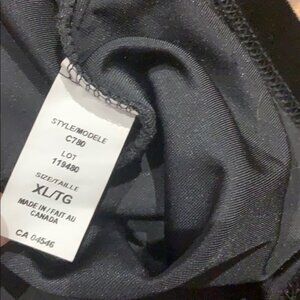 STYLE/MODELE
C780
LOT
119480
SIZE/TAILLE
XL/TG
MADE IN / FAIT AU
CANADA
CA 04546